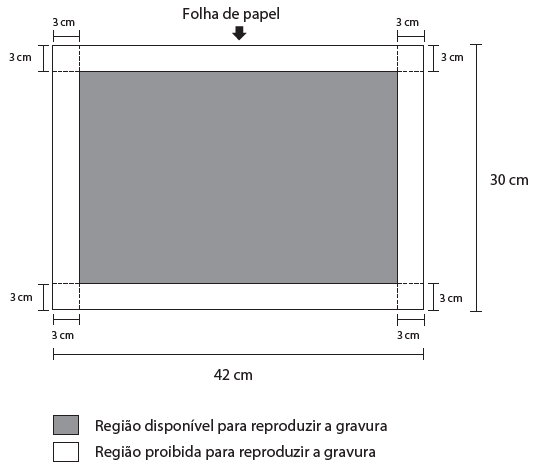 Folha de papel
3 cm
3 cm
3 cm
3 cm
30 cm
3 cm
3 cm
3 cm
3 cm
42 cm
Região disponível para reproduzir a gravura
Região proibida para reproduzir a gravura